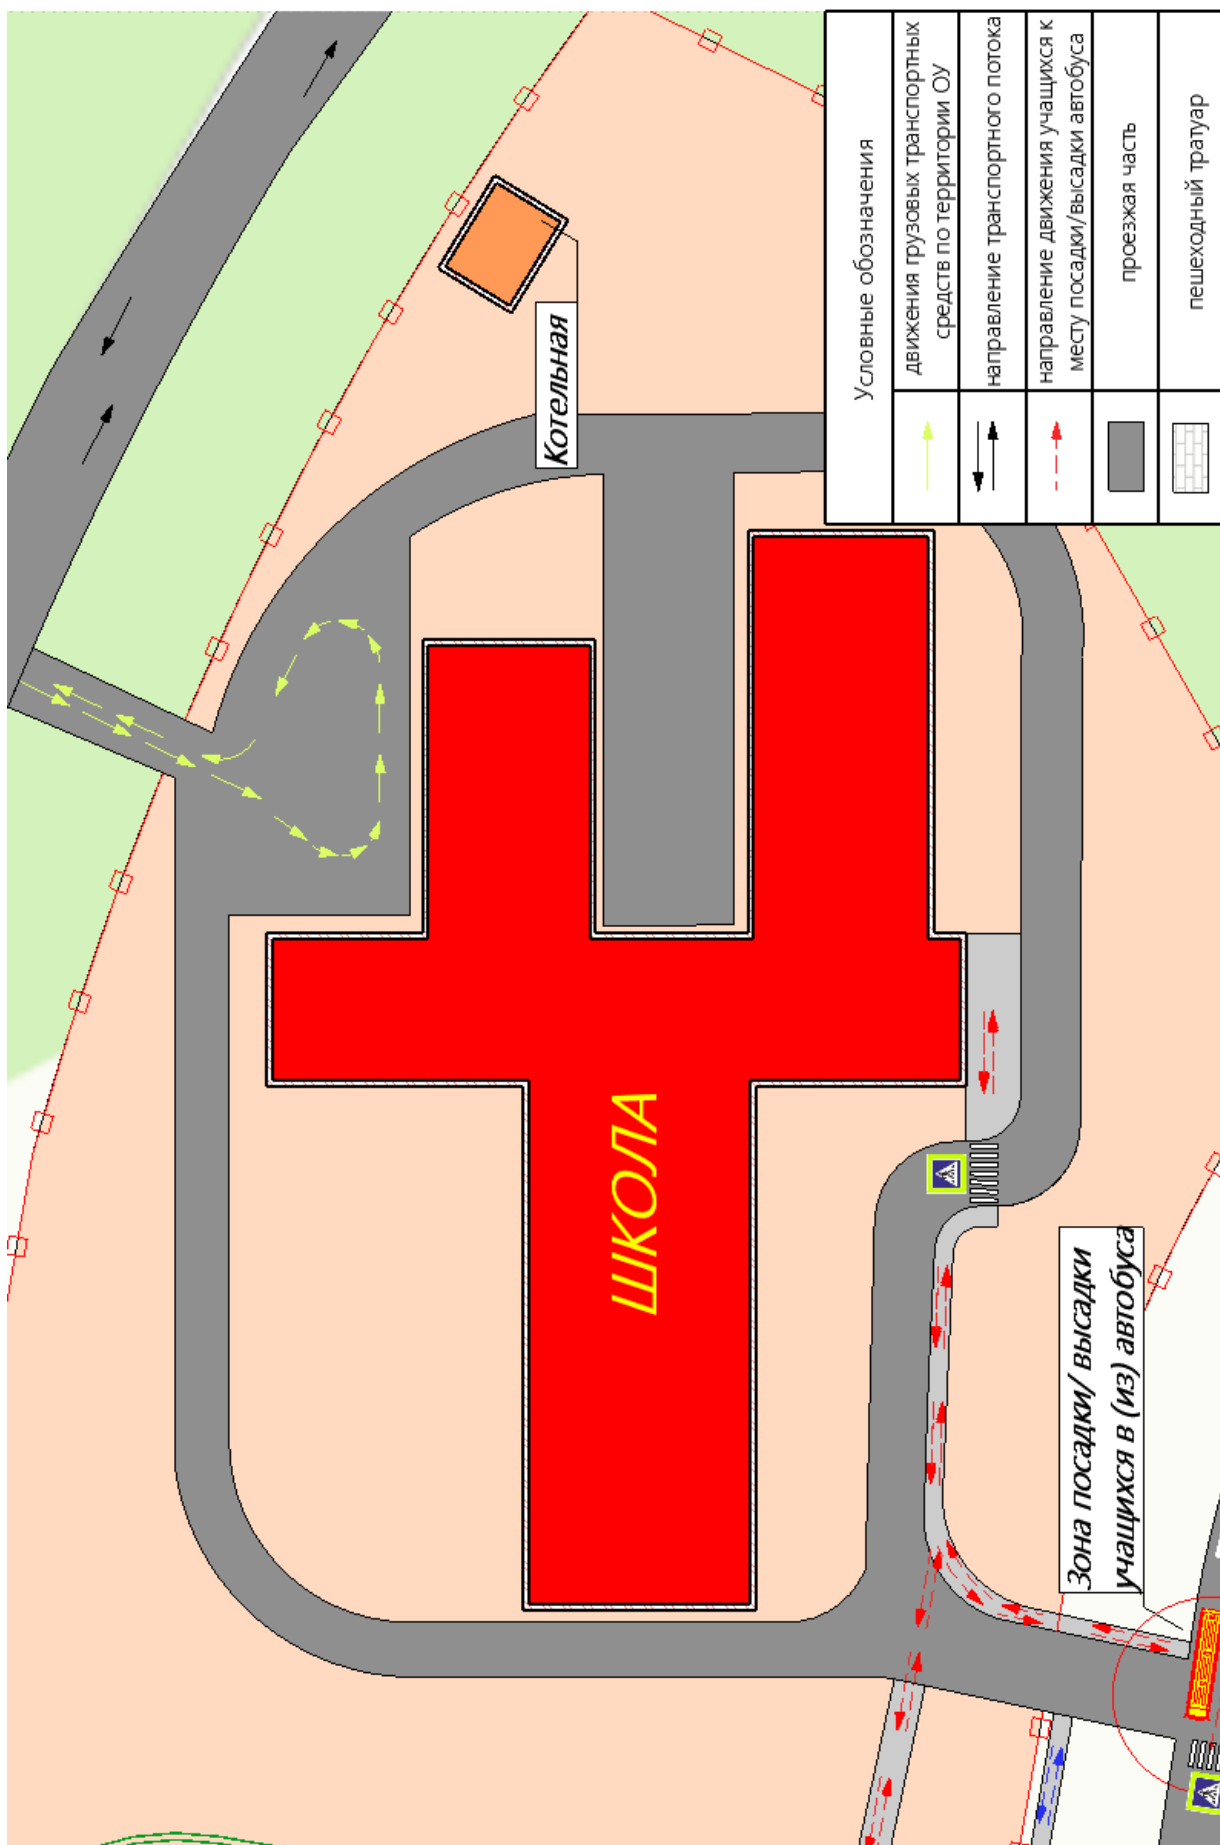 Условные обозначения
движения грузовых транспортных
средств по территории ОУ
направление транспортного потока
направление движения учащихся к
месту посадки/высадки автобуса
проезжая часть
пешеходный тратуар
Котельная
ШКОЛА
Зона посадки/ высадки
учащихся в (из) автобуса